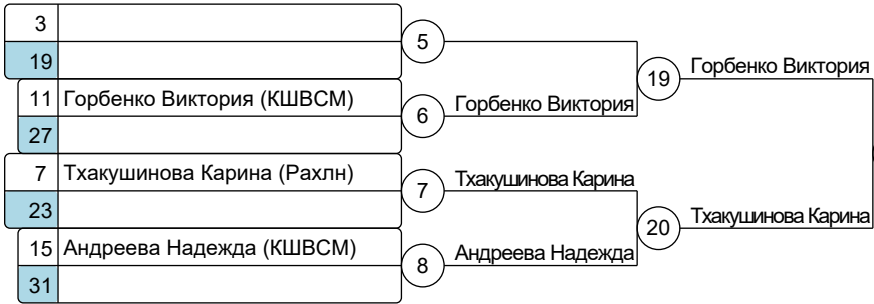 3
19
5
11 Горбенко Виктория (КШВСМ)
27
6
Горбенко Виктория
19
Горбенко Виктория
7 Тхакушинова Карина (Рахлн)
23
7
Тхакушинова Карина
15 Андреева Надежда (КШВСМ)
31
8
Андреева Надежда
20
Тхакушинова Карина